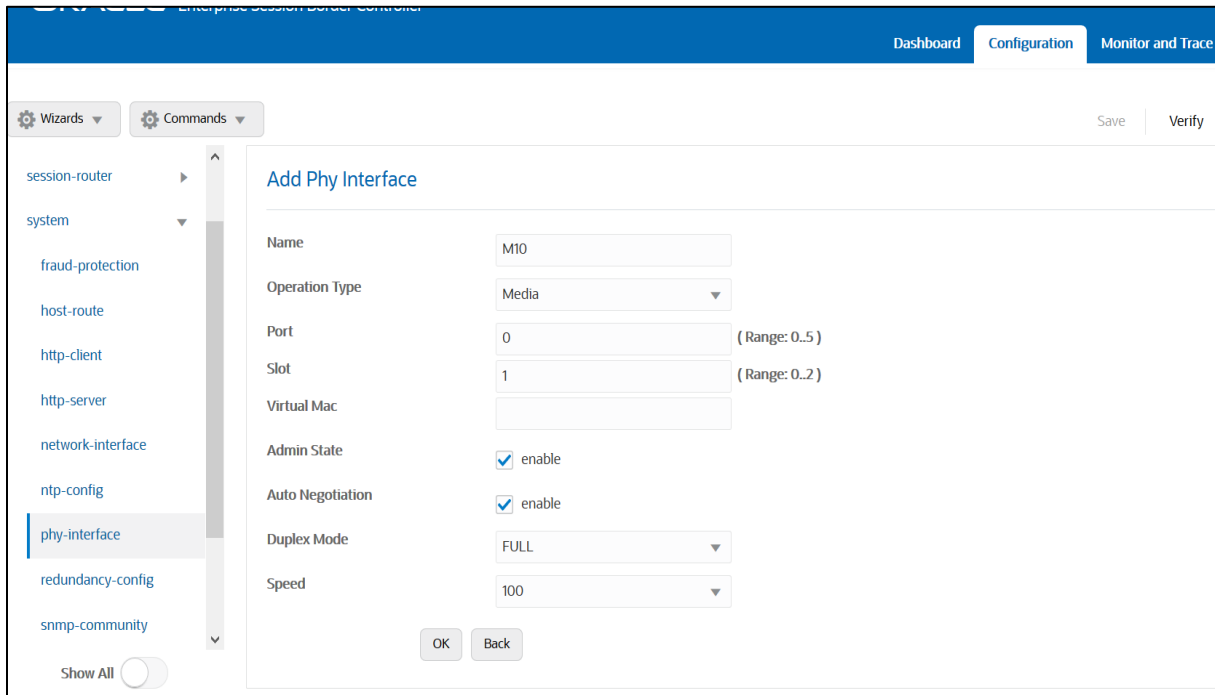 Enterprise Session Border Controller
Dashboard Configuration Monitor and Trace
Wizards Commands Save Verify
session-router
system
fraud-protection
host-route
http-client
http-server
network-interface
ntp-config
phy-interface
redundancy-config
snmp-community
Show All
Add Phy Interface
Name M10
Operation Type Media
Port 0 ( Range: 0..5 )
Slot 1 ( Range: 0..2 )
Virtual Mac
Admin State enable
Auto Negotiation enable
Duplex Mode FULL
Speed 100
OK Back